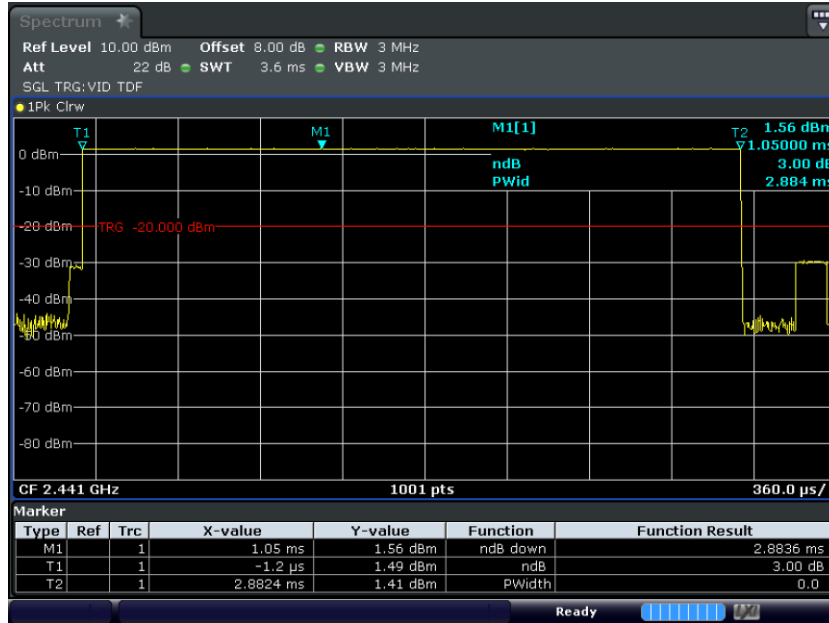 Spectrum
Ref Level 10.00 dBm Offset 8.00 dB RBW 3 MHz
Att 22 dB SWT 3.6 ms VBW 3 MHz
SGL TRG:VID TDF
1Pk Clrw
T1 M1 M1[1] T2 1.56 dBm
1.05000 ms
0 dBm
ndB 3.00 dB
PWid 2.884 ms
-10 dBm
-20 dBm TRG -20.000 dBm
-30 dBm
-40 dBm
-50 dBm
-60 dBm
-70 dBm
-80 dBm
CF 2.441 GHz 1001 pts 360.0 µs/
Marker
Type Ref Trc X-value Y-value Function Function Result
M1 1 1.05 ms 1.56 dBm ndB down 2.8836 ms
T1 1 -1.2 µs 1.49 dBm ndB 3.00 dB
T2 1 2.8824 ms 1.41 dBm PWidth 0.0
Ready